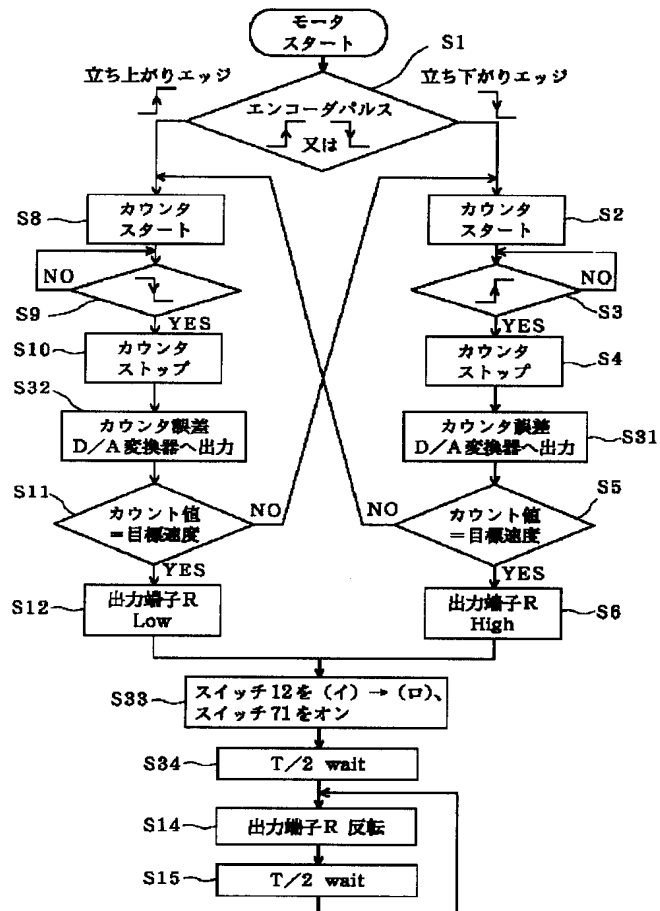 モータ
スタート
S1
立ち上がりエッジ
立ち下がりエッジ
エンコーダパルス
又は
S8
カウンタ
スタート
カウンタ
スタート
S2
NO
NO
S9
S3
YES
YES
S10
カウンタ
ストップ
カウンタ
ストップ
S4
S32
カウンタ誤差
D/A変換器へ出力
カウンタ誤差
D/A変換器へ出力
S31
S11
NO
NO
S5
カウント値
=目標速度
カウント値
=目標速度
YES
YES
S12
出力端子R
Low
出力端子R
High
S6
S33
スイッチ12を(イ)→(ロ)、
スイッチ71をオン
S34
T/2 wait
S14
出力端子R 反転
S15
T/2 wait